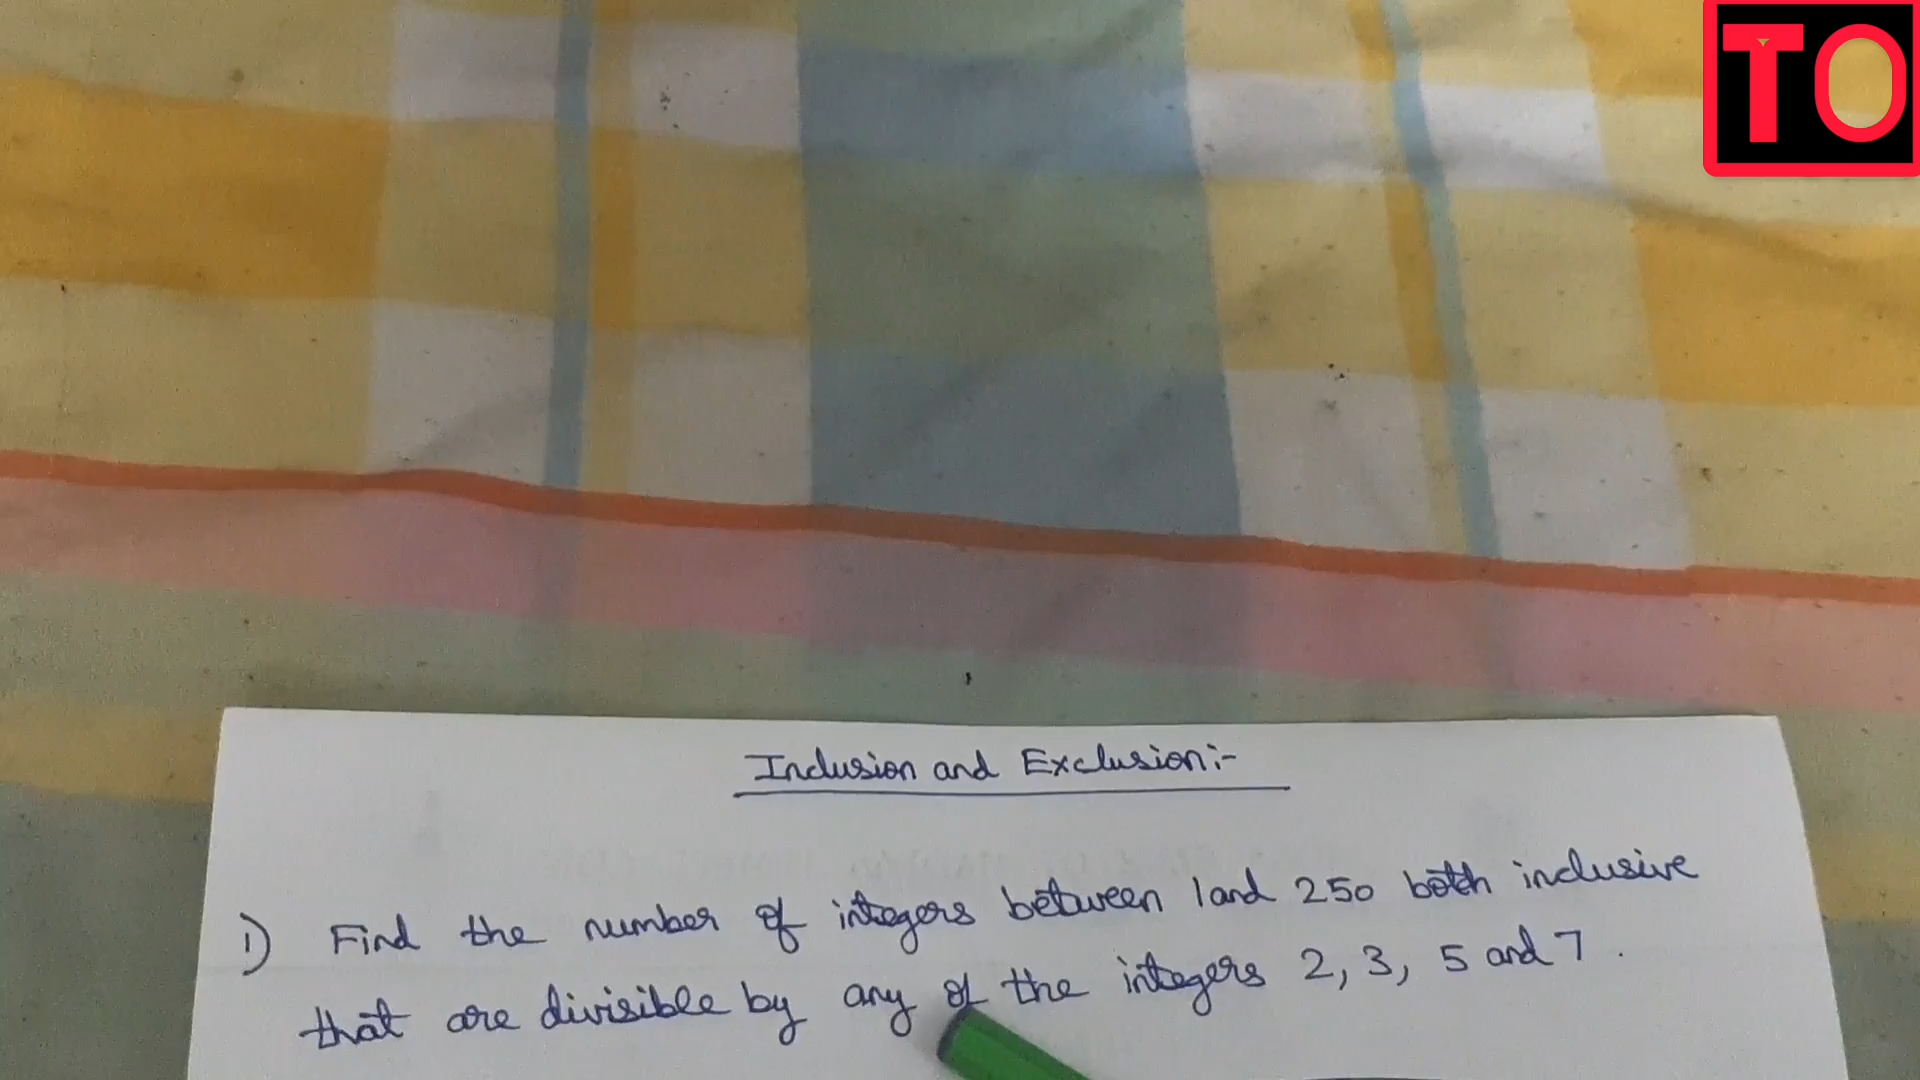 TO
Inclusion and Exclusion:-
1) Find the number of integers between 1 and 250 both inclusive
that are divisible by any of the integers 2, 3, 5 and 7.